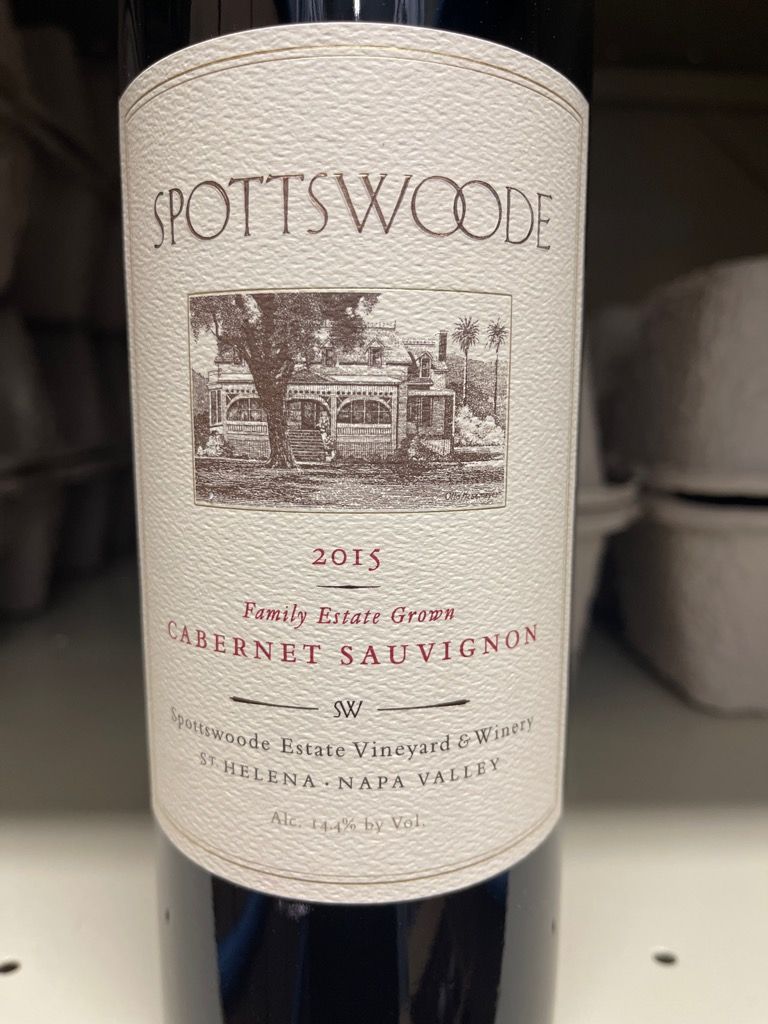 SPOTTSWOODE
2015
Family Estate Grown
CABERNET SAUVIGNON
SW
Spottswoode Estate Vineyard & Winery
ST. HELENA · NAPA VALLEY
Alc. 14.4% by Vol.